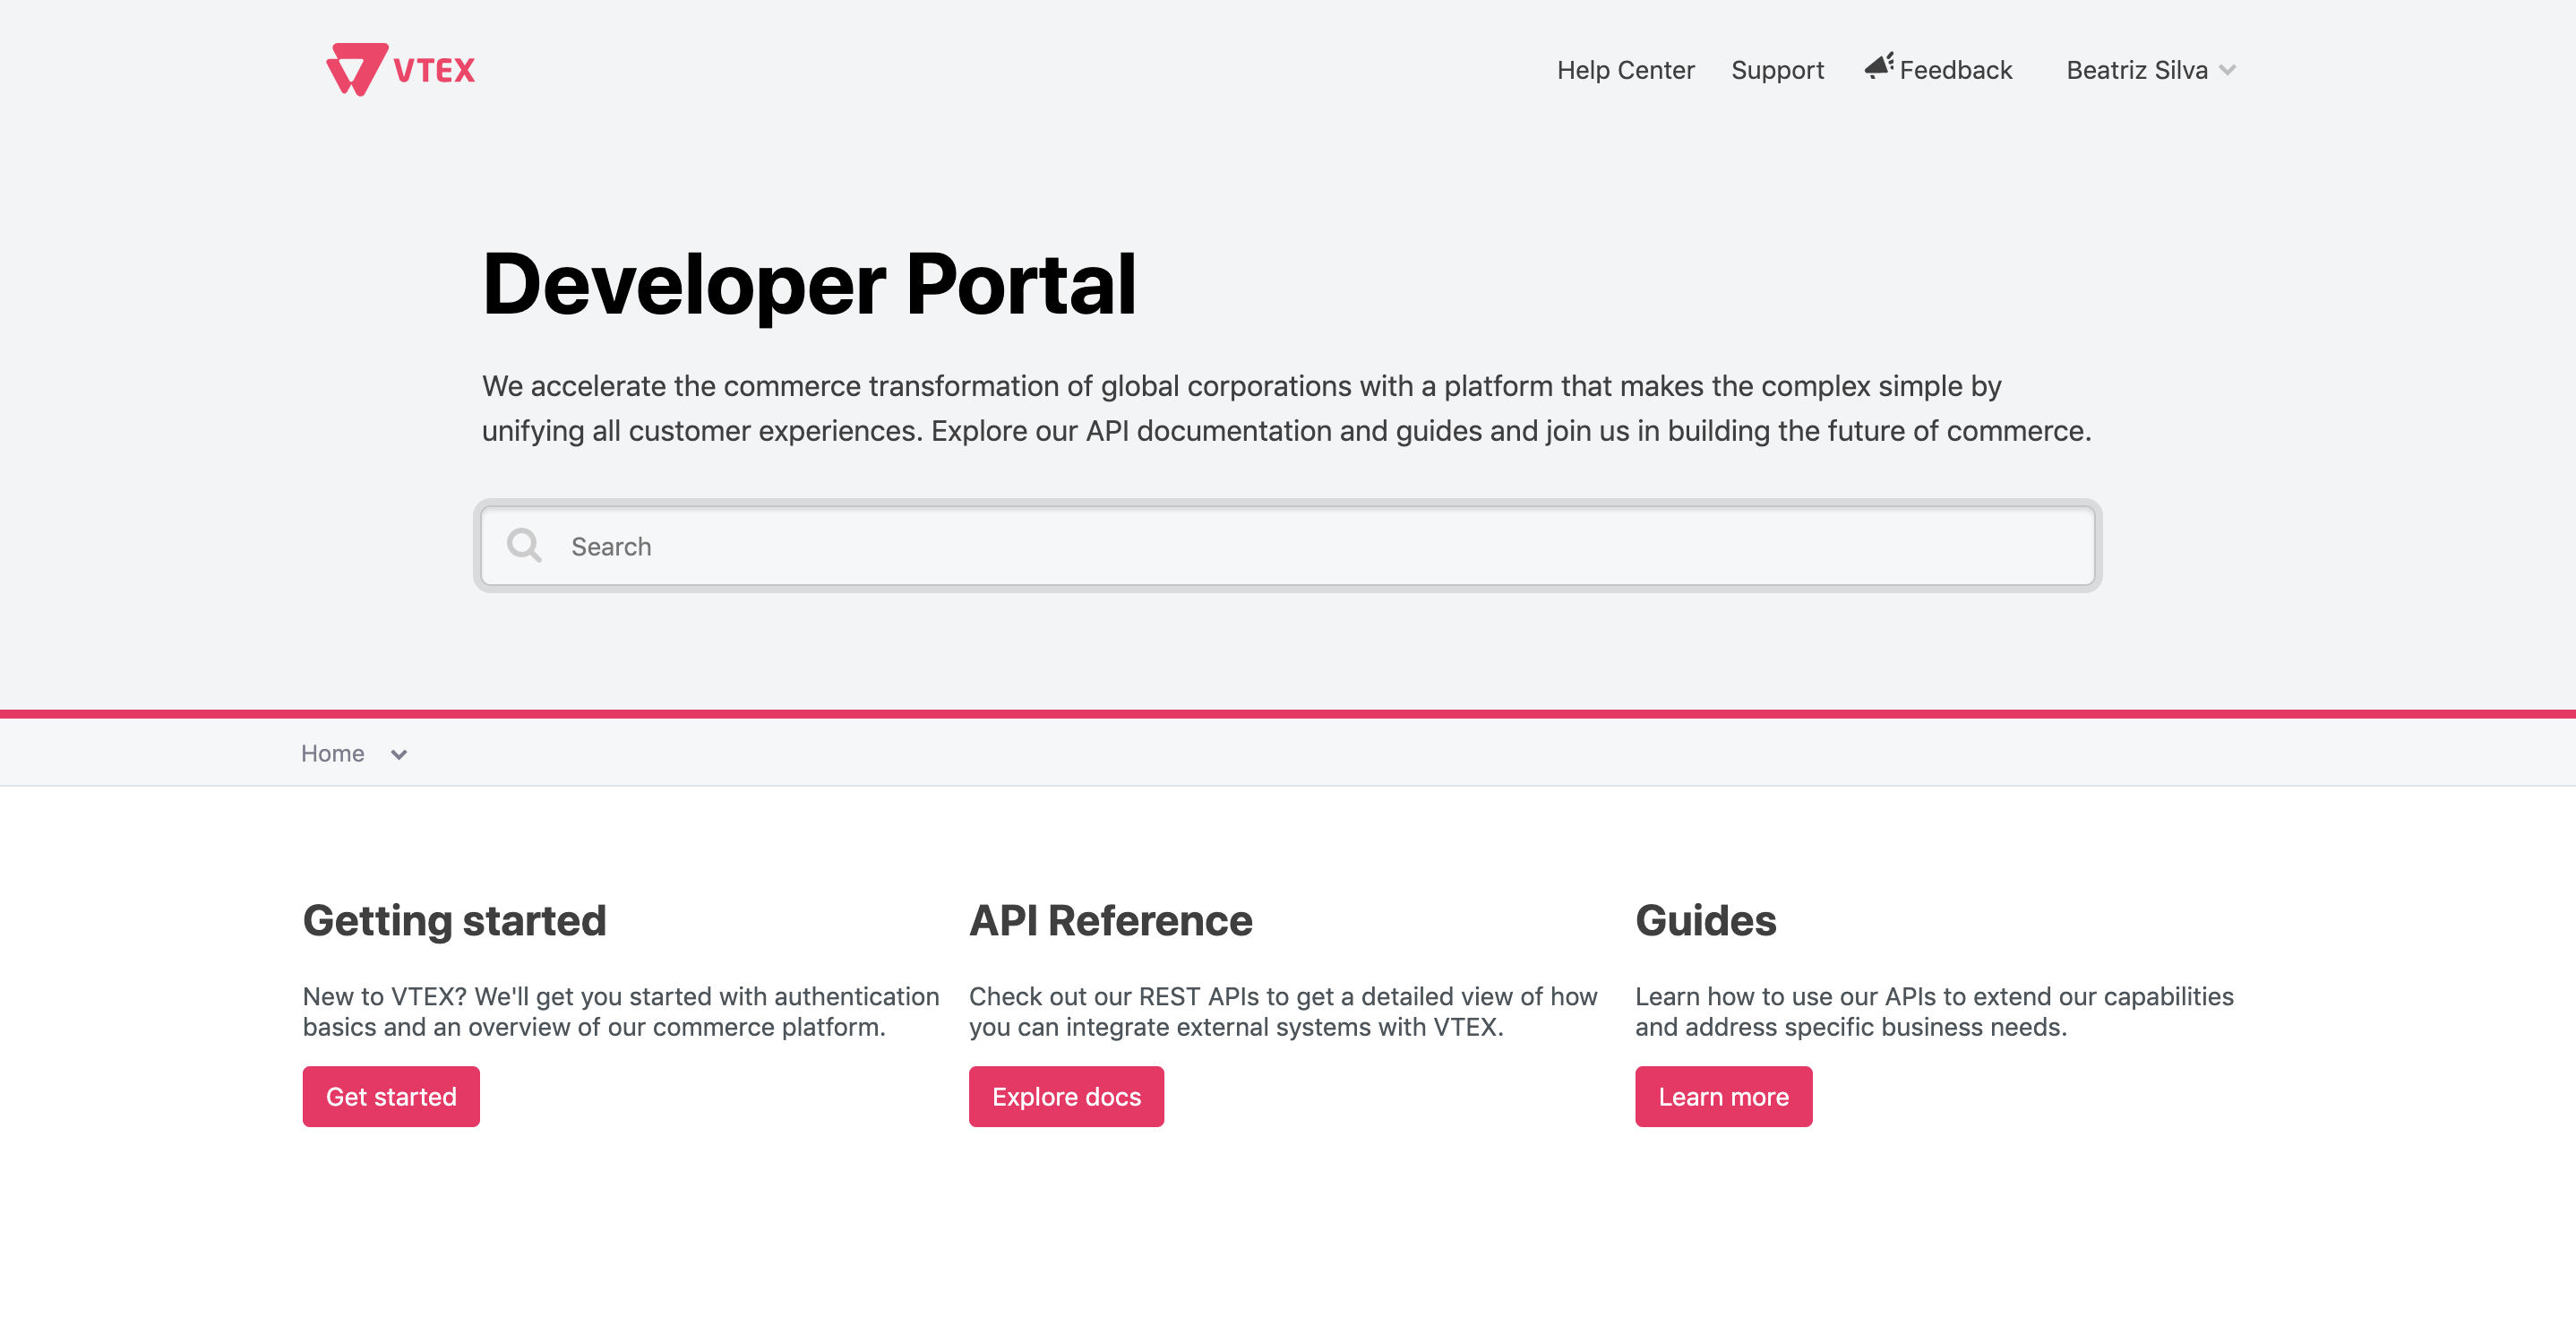 VTEX
Help Center
Support
Feedback
Beatriz Silva
Developer Portal
We accelerate the commerce transformation of global corporations with a platform that makes the complex simple by
unifying all customer experiences. Explore our API documentation and guides and join us in building the future of commerce.
Search
Home
Getting started
New to VTEX? We'll get you started with authentication
basics and an overview of our commerce platform.
Get started
API Reference
Check out our REST APIs to get a detailed view of how
you can integrate external systems with VTEX.
Explore docs
Guides
Learn how to use our APIs to extend our capabilities
and address specific business needs.
Learn more